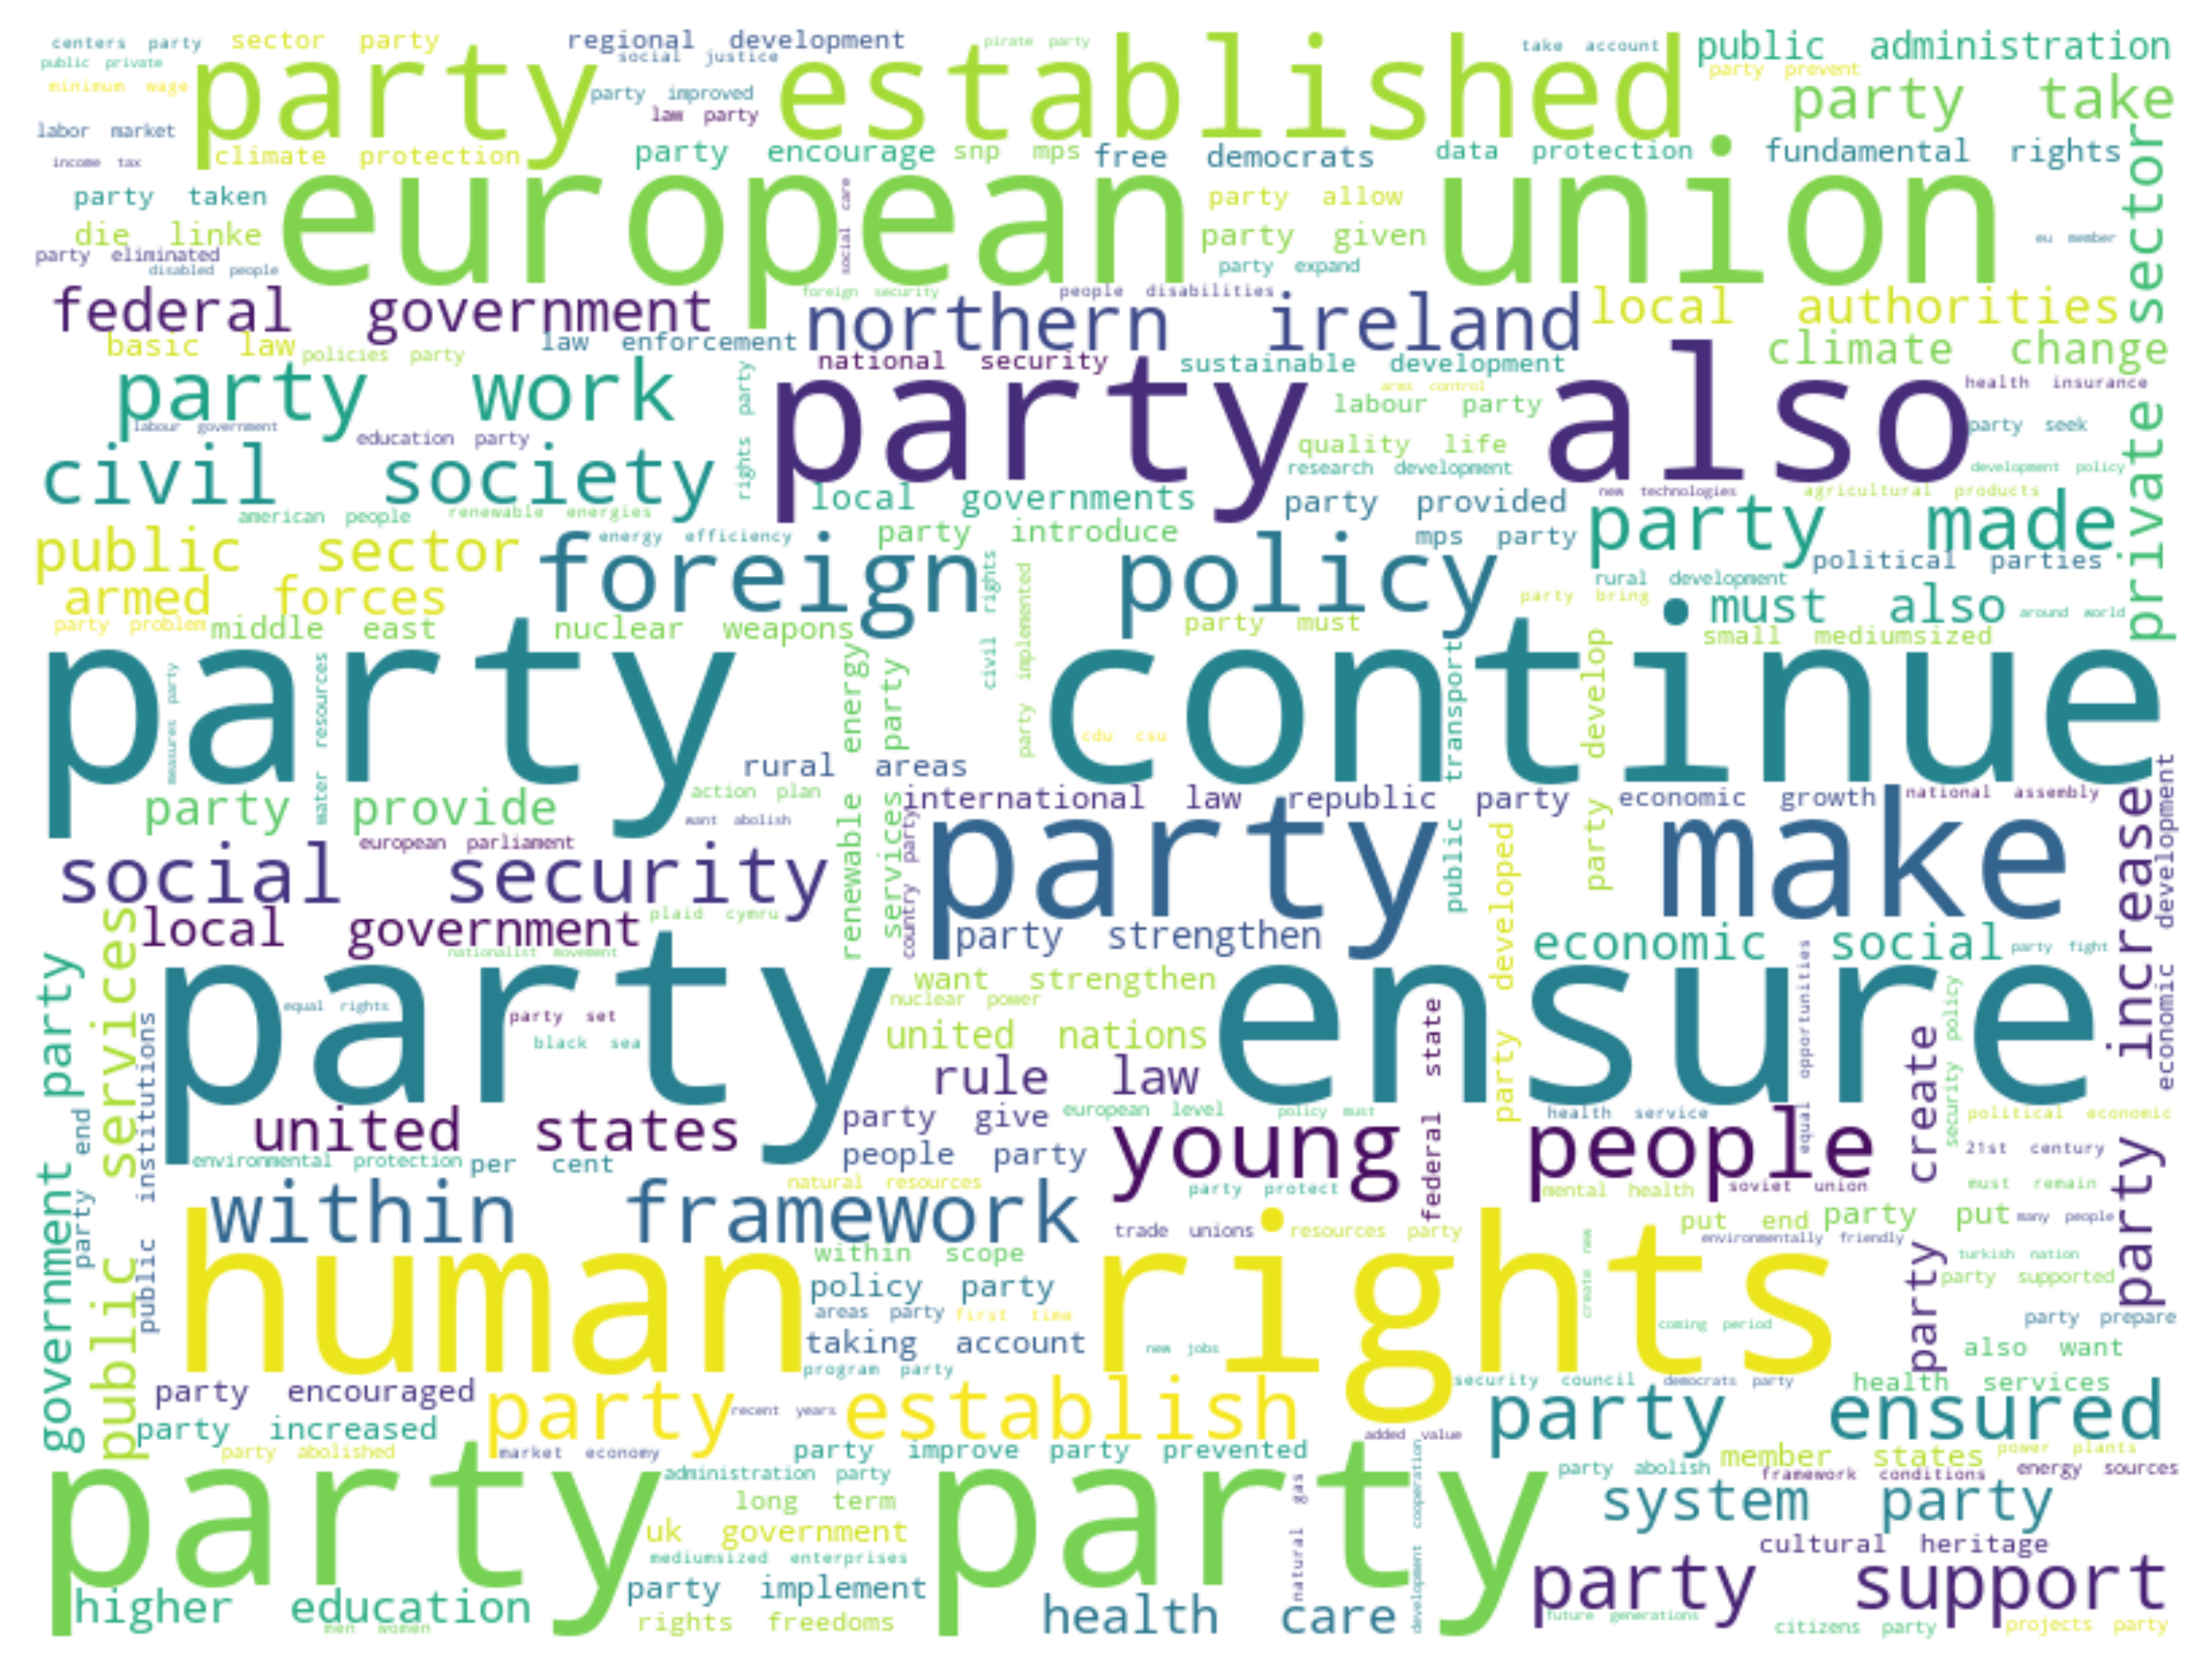 centers party
sector party
regional development
pirate party
take account
public administration
public private
social justice
party established
party prevent
minimum wage
party improved
party take
law party
labor market
income tax
climate protection
party encourage
snp mps
free democrats
data protection
fundamental rights
party taken
european union
social care
party allow
private sector
die linke
party given
party eliminated
disabled people
party expand
eu member
federal government
foreign security
people disabilities
northern ireland
local authorities
basic law
policies party
law enforcement
climate change
national security
sustainable development
party work
rights party
party also
arms control
health insurance
labour party
labour government
education party
quality life
party seek
civil society
research development
development policy
local governments
party provided
new technologies
agricultural products
american people
renewable energies
party made
public sector
energy efficiency
party introduce
mps party
political parties
foreign policy
armed forces
civil rights
party implemented
rural development
party bring
must also
around world
party problem
middle east
nuclear weapons
party must
small mediumsized
party continue
measures party
water resources
renewable energy
services party
public transport
party develop
cdu csu
rural areas
party provide
action plan
want abolish
international law
republic party
economic growth
national assembly
european parliament
country party
party make
party developed
party increase
economic development
social security
local government
plaid cymru
nationalist movement
party strengthen
economic social
party fight
government party
public services
want strengthen
party ensure
equal rights
nuclear power
party set
black sea
united nations
federal state
equal opportunities
security policy
party create
public institutions
rule law
party end
united states
party give
european level
policy must
health service
political economic
young people
people party
21st century
environmental protection
per cent
natural resources
party protect
mental health
soviet union
must remain
within framework
trade unions
resources party
put end
party put
many people
environmentally friendly
human rights
within scope
create new
turkish nation
policy party
party supported
areas party
first time
coming period
party prepare
taking account
new jobs
also want
program party
security council
democrats party
health services
party encouraged
party establish
recent years
party ensured
party increased
added value
party abolished
market economy
party improve
party prevented
member states
power plants
party party
administration party
party abolish
framework conditions
energy sources
long term
natural gas
development cooperation
system party
uk government
cultural heritage
mediumsized enterprises
party implement
party support
higher education
men women
rights freedoms
health care
future generations
citizens party
projects party